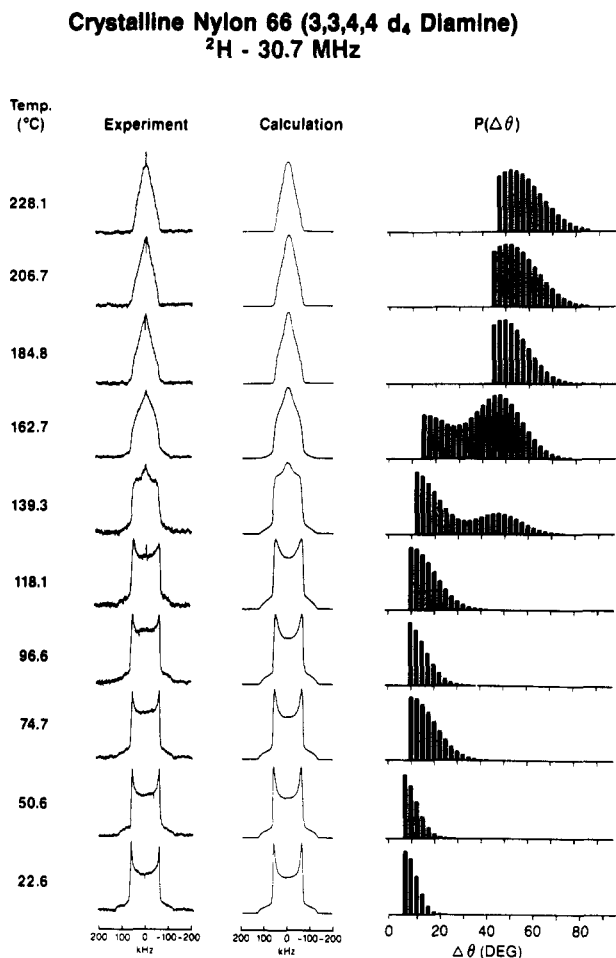 Crystalline Nylon 66 (3,3,4,4 d₄ Diamine)
²H - 30.7 MHz
Temp.
(°C) Experiment Calculation P(Δθ)
228.1
206.7
184.8
162.7
139.3
118.1
96.6
74.7
50.6
22.6
200 100 0 -100 -200 200 100 0 -100 -200 0 20 40 60 80
kHz kHz Δθ (DEG)